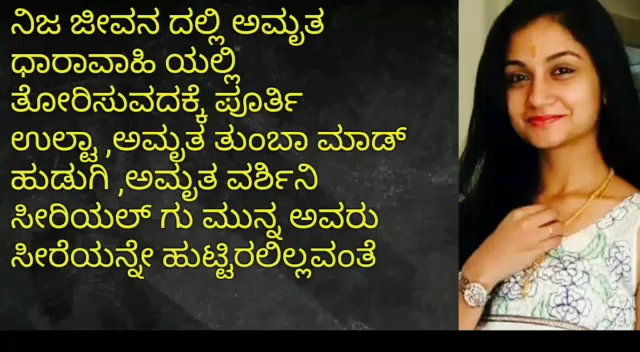 ನಿಜ ಜೀವನ ದಲ್ಲಿ ಅಮೃತ
ಧಾರಾವಾಹಿ ಯಲ್ಲಿ
ತೋರಿಸುವದಕ್ಕೆ ಪೂರ್ತಿ
ಉಲ್ಟಾ ,ಅಮೃತ ತುಂಬಾ ಮಾಡ್
ಹುಡುಗಿ ,ಅಮೃತ ವರ್ಶಿನಿ
ಸೀರಿಯಲ್ ಗು ಮುನ್ನ ಅವರು
ಸೀರೆಯನ್ನೇ ಹುಟ್ಟಿರಲಿಲ್ಲವಂತೆ